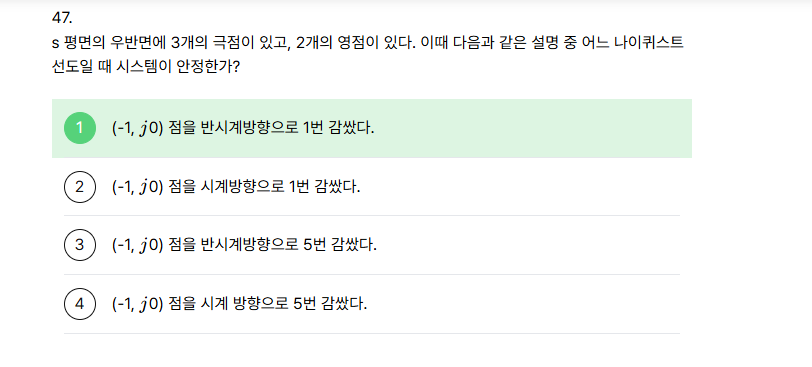 47.
s 평면의 우반면에 3개의 극점이 있고, 2개의 영점이 있다. 이때 다음과 같은 설명 중 어느 나이퀴스트
선도일 때 시스템이 안정한가?
1 (-1, j0) 점을 반시계방향으로 1번 감쌌다.
2 (-1, j0) 점을 시계방향으로 1번 감쌌다.
3 (-1, j0) 점을 반시계방향으로 5번 감쌌다.
4 (-1, j0) 점을 시계 방향으로 5번 감쌌다.